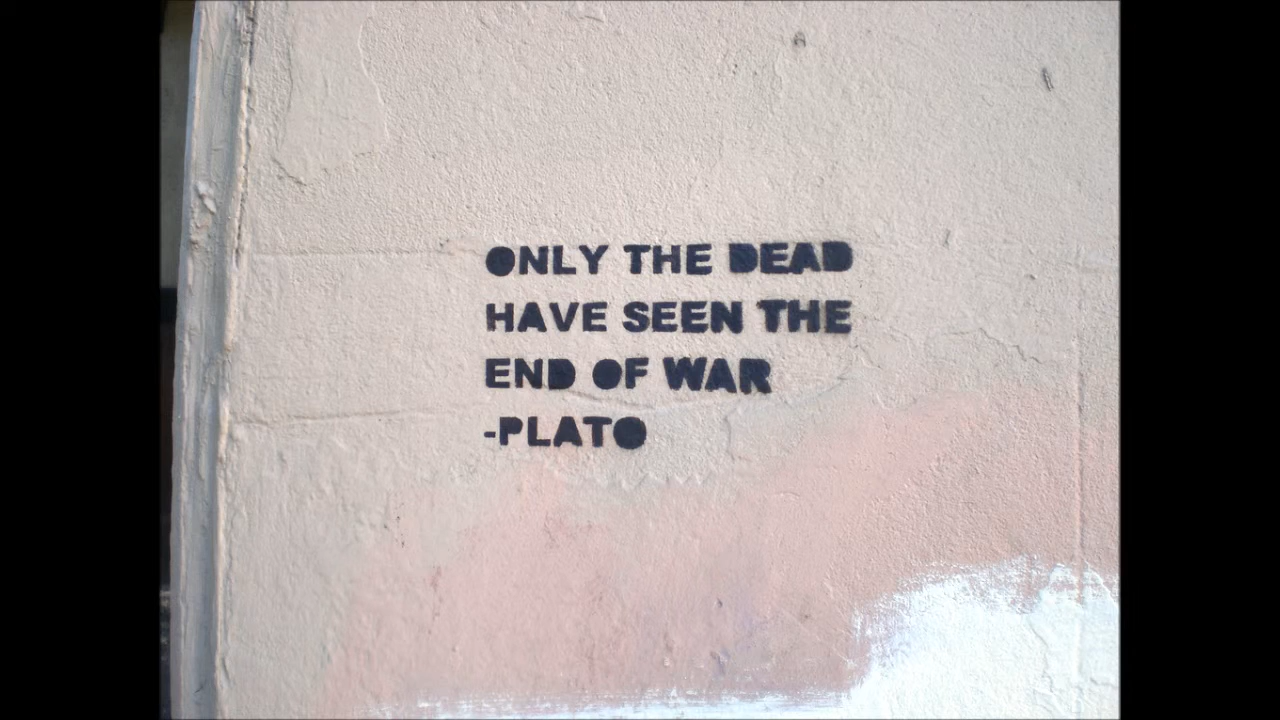 ONLY THE DEAD
HAVE SEEN THE
END OF WAR
-PLATO